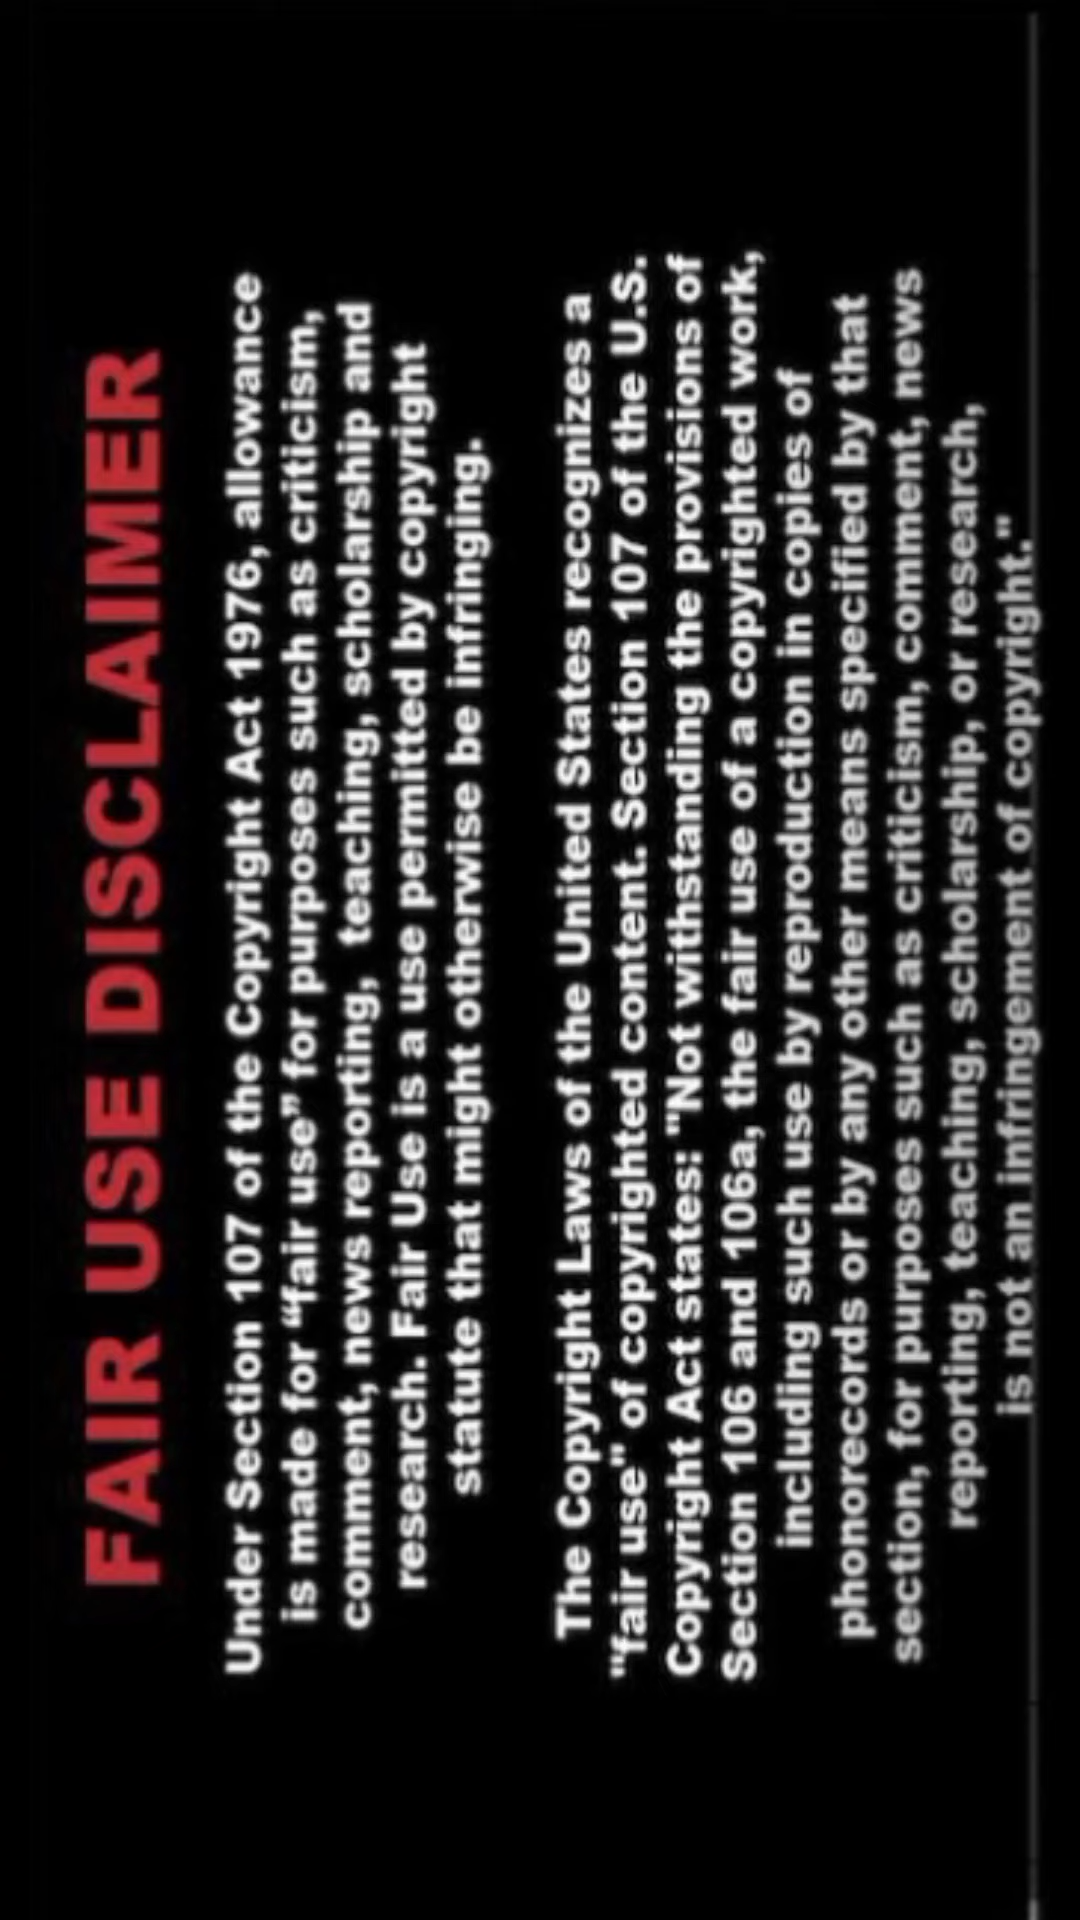 FAIR USE DISCLAIMER
Under Section 107 of the Copyright Act 1976, allowance
is made for “fair use” for purposes such as criticism,
comment, news reporting, teaching, scholarship and
research. Fair Use is a use permitted by copyright
statute that might otherwise be infringing.
The Copyright Laws of the United States recognizes a
"fair use" of copyrighted content. Section 107 of the U.S.
Copyright Act states: "Not withstanding the provisions of
Section 106 and 106a, the fair use of a copyrighted work,
including such use by reproduction in copies of
phonorecords or by any other means specified by that
section, for purposes such as criticism, comment, news
reporting, teaching, scholarship, or research,
is not an infringement of copyright."